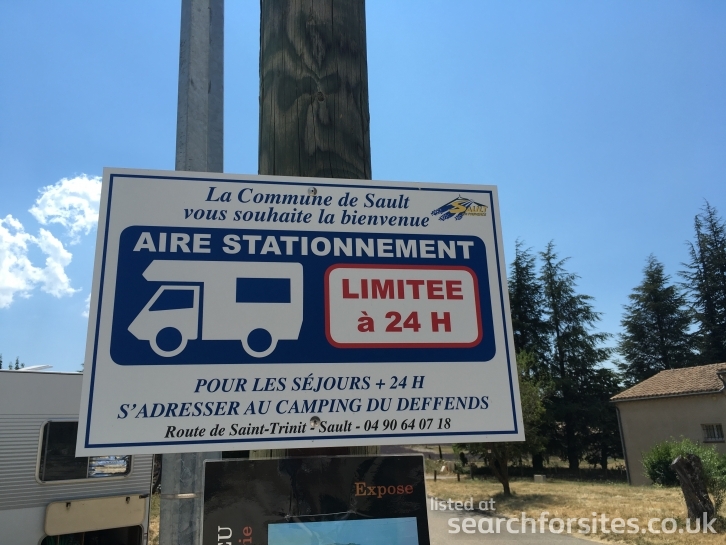 La Commune de Sault
vous souhaite la bienvenue
SAULT
AIRE STATIONNEMENT
LIMITEE
à 24 H
POUR LES SÉJOURS + 24 H
S'ADRESSER AU CAMPING DU DEFFENDS
Route de Saint-Trinit - Sault - 04 90 64 07 18
Expose
listed at
searchforsites.co.uk